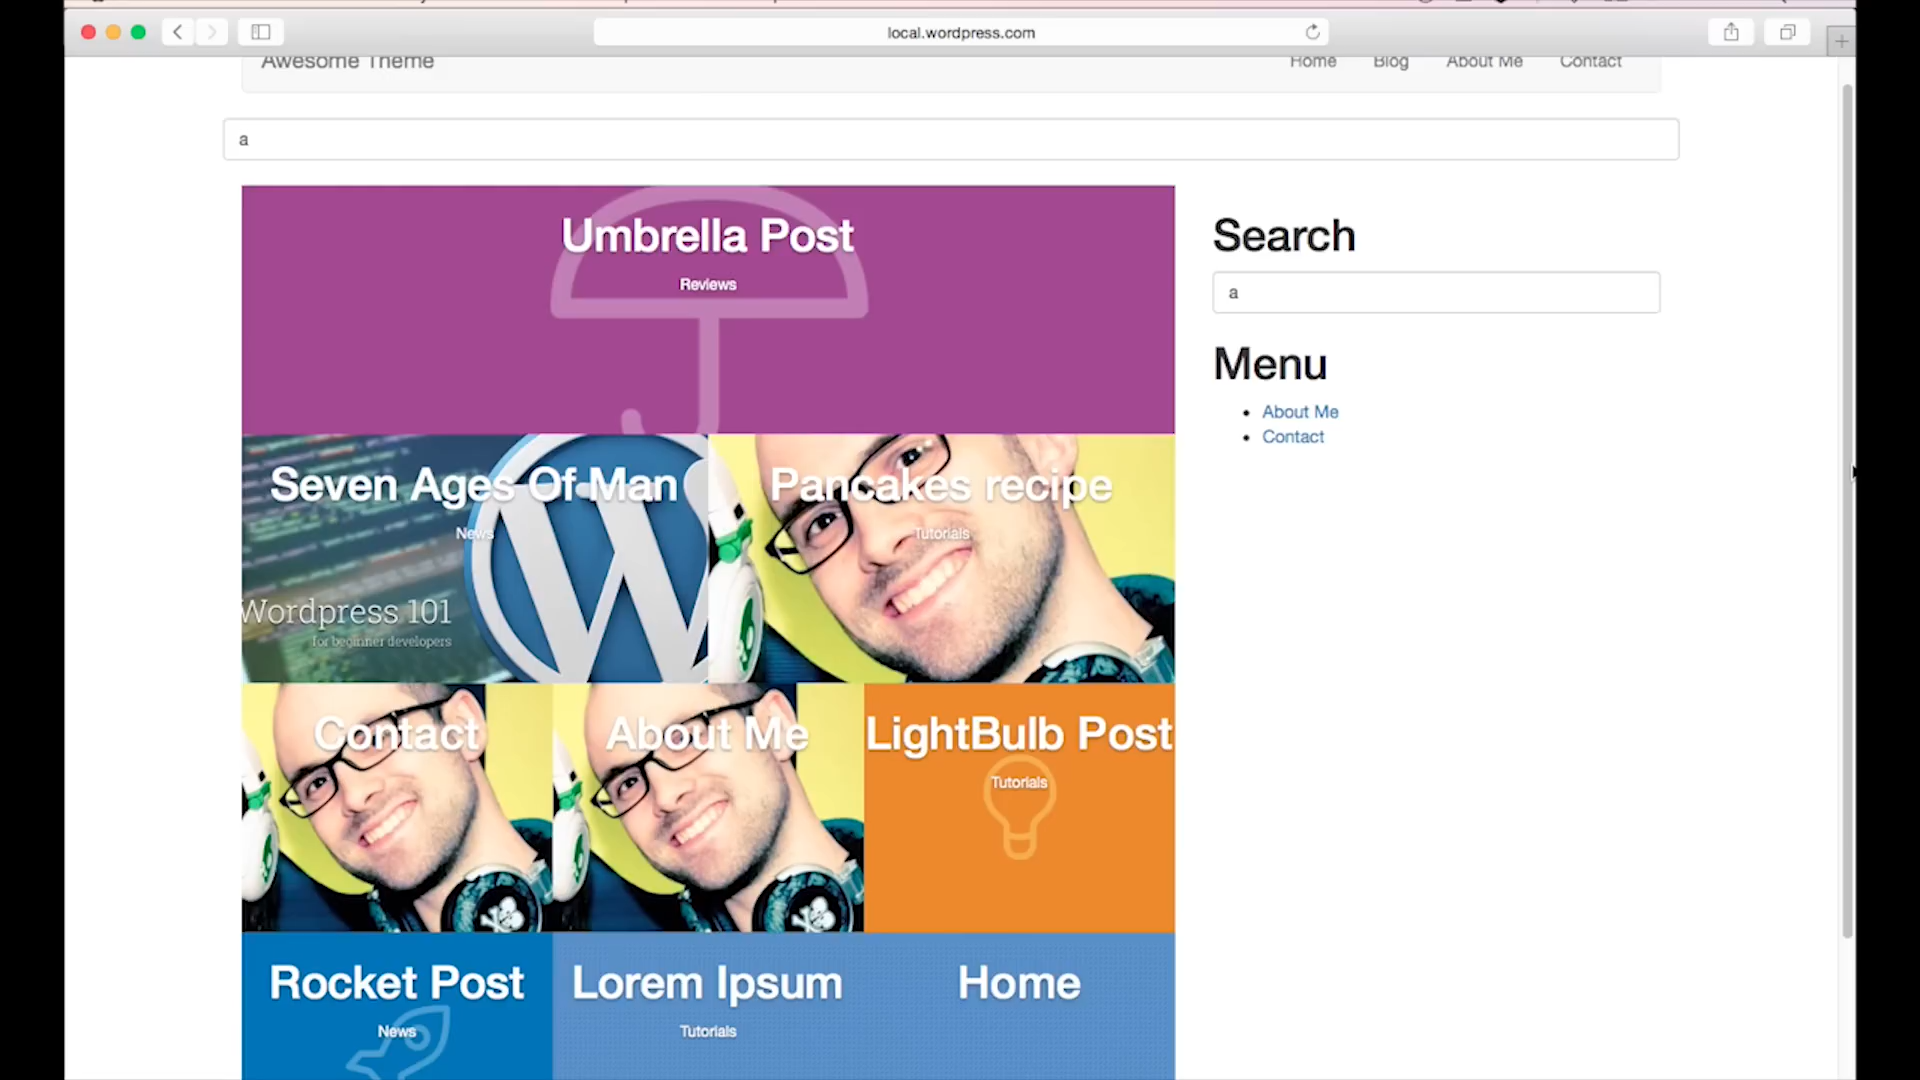 local.wordpress.com
Awesome Theme
Home Blog About Me Contact
a
Umbrella Post
Reviews
Search
a
Menu
About Me
Contact
Seven Ages Of Man
News
Wordpress 101
for beginner developers
Pancakes recipe
Tutorials
Contact
About Me
LightBulb Post
Tutorials
Rocket Post
News
Lorem Ipsum
Tutorials
Home